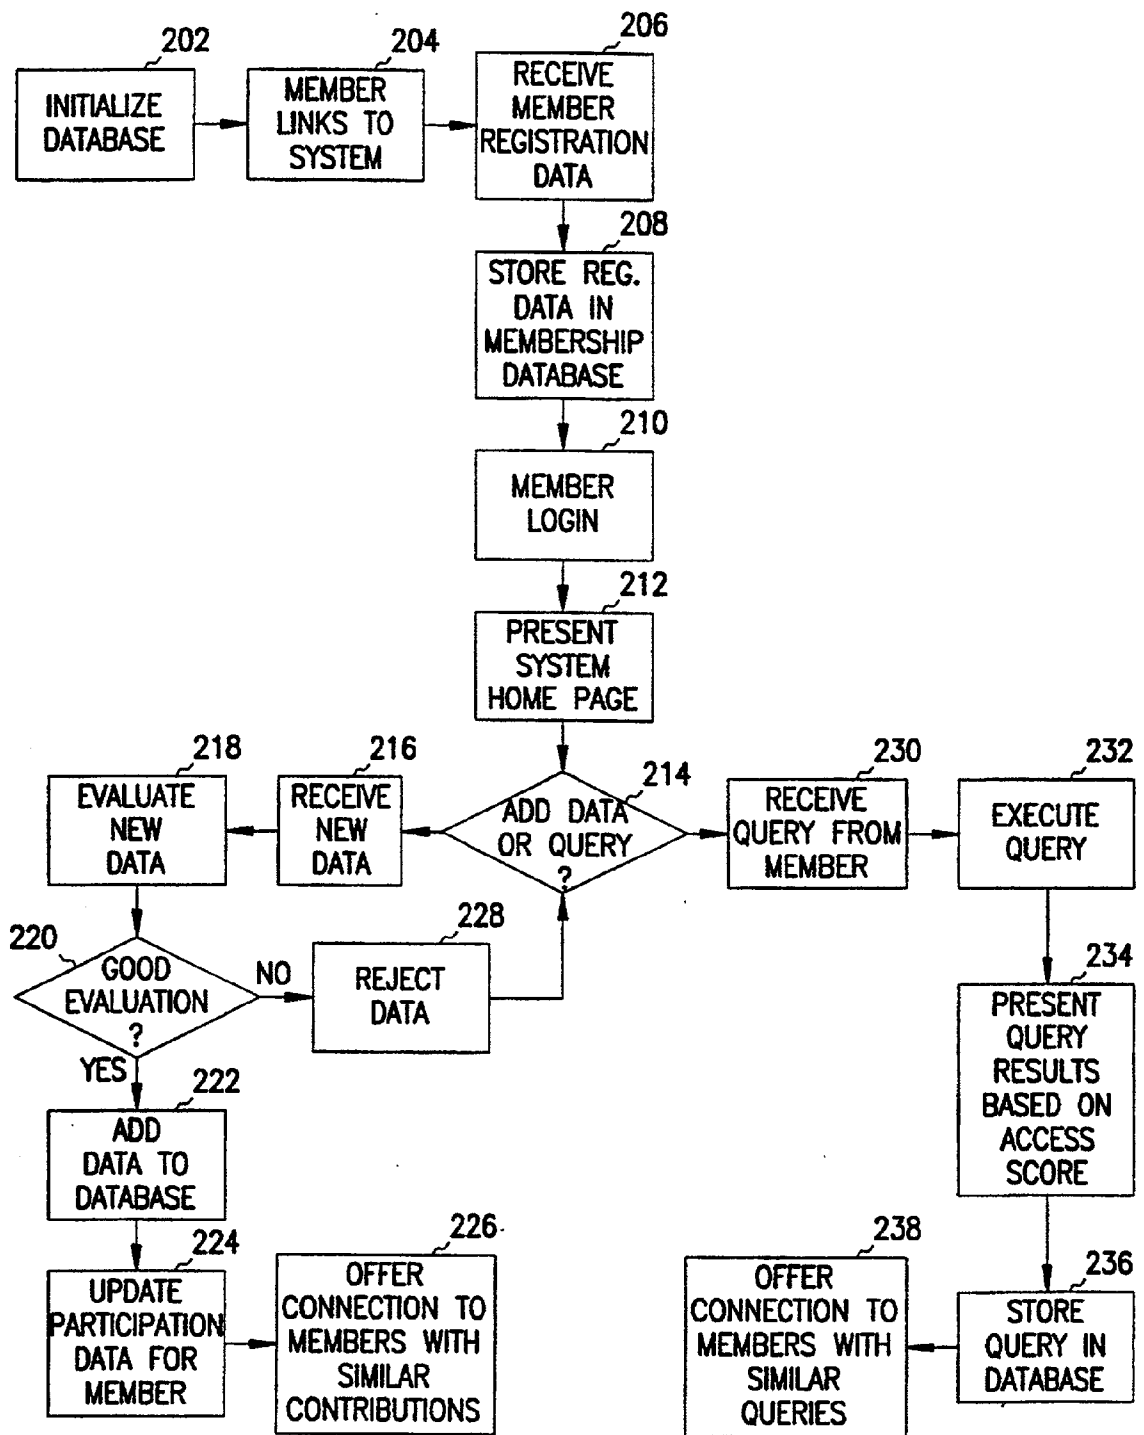 202
INITIALIZE
DATABASE
204
MEMBER
LINKS TO
SYSTEM
206
RECEIVE
MEMBER
REGISTRATION
DATA
208
STORE REG.
DATA IN
MEMBERSHIP
DATABASE
210
MEMBER
LOGIN
212
PRESENT
SYSTEM
HOME PAGE
214
ADD DATA
OR QUERY
?
216
RECEIVE
NEW
DATA
218
EVALUATE
NEW
DATA
220
GOOD
EVALUATION
?
NO
YES
228
REJECT
DATA
222
ADD
DATA TO
DATABASE
224
UPDATE
PARTICIPATION
DATA FOR
MEMBER
226
OFFER
CONNECTION TO
MEMBERS WITH
SIMILAR
CONTRIBUTIONS
230
RECEIVE
QUERY FROM
MEMBER
232
EXECUTE
QUERY
234
PRESENT
QUERY
RESULTS
BASED ON
ACCESS
SCORE
236
STORE
QUERY IN
DATABASE
238
OFFER
CONNECTION TO
MEMBERS WITH
SIMILAR
QUERIES